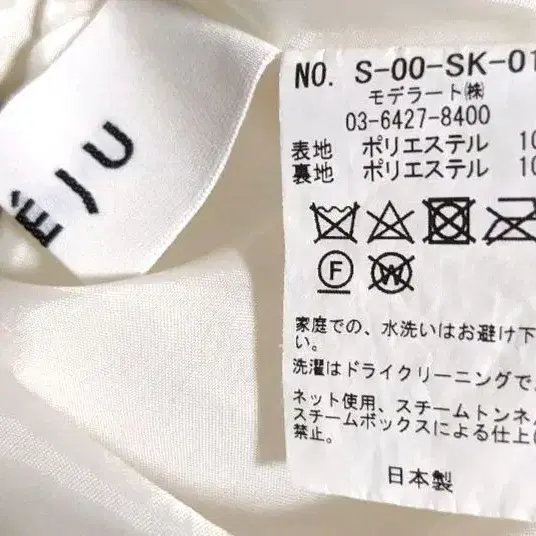 ÉJU
NO. S-00-SK-01
モデラート㈱
03-6427-8400
表地 ポリエステル 10
裏地 ポリエステル 10
F
W
家庭での、水洗いはお避け下
い。
洗濯はドライクリーニングで
ネット使用、スチームトンネ
スチームボックスによる仕上
禁止。
日本製